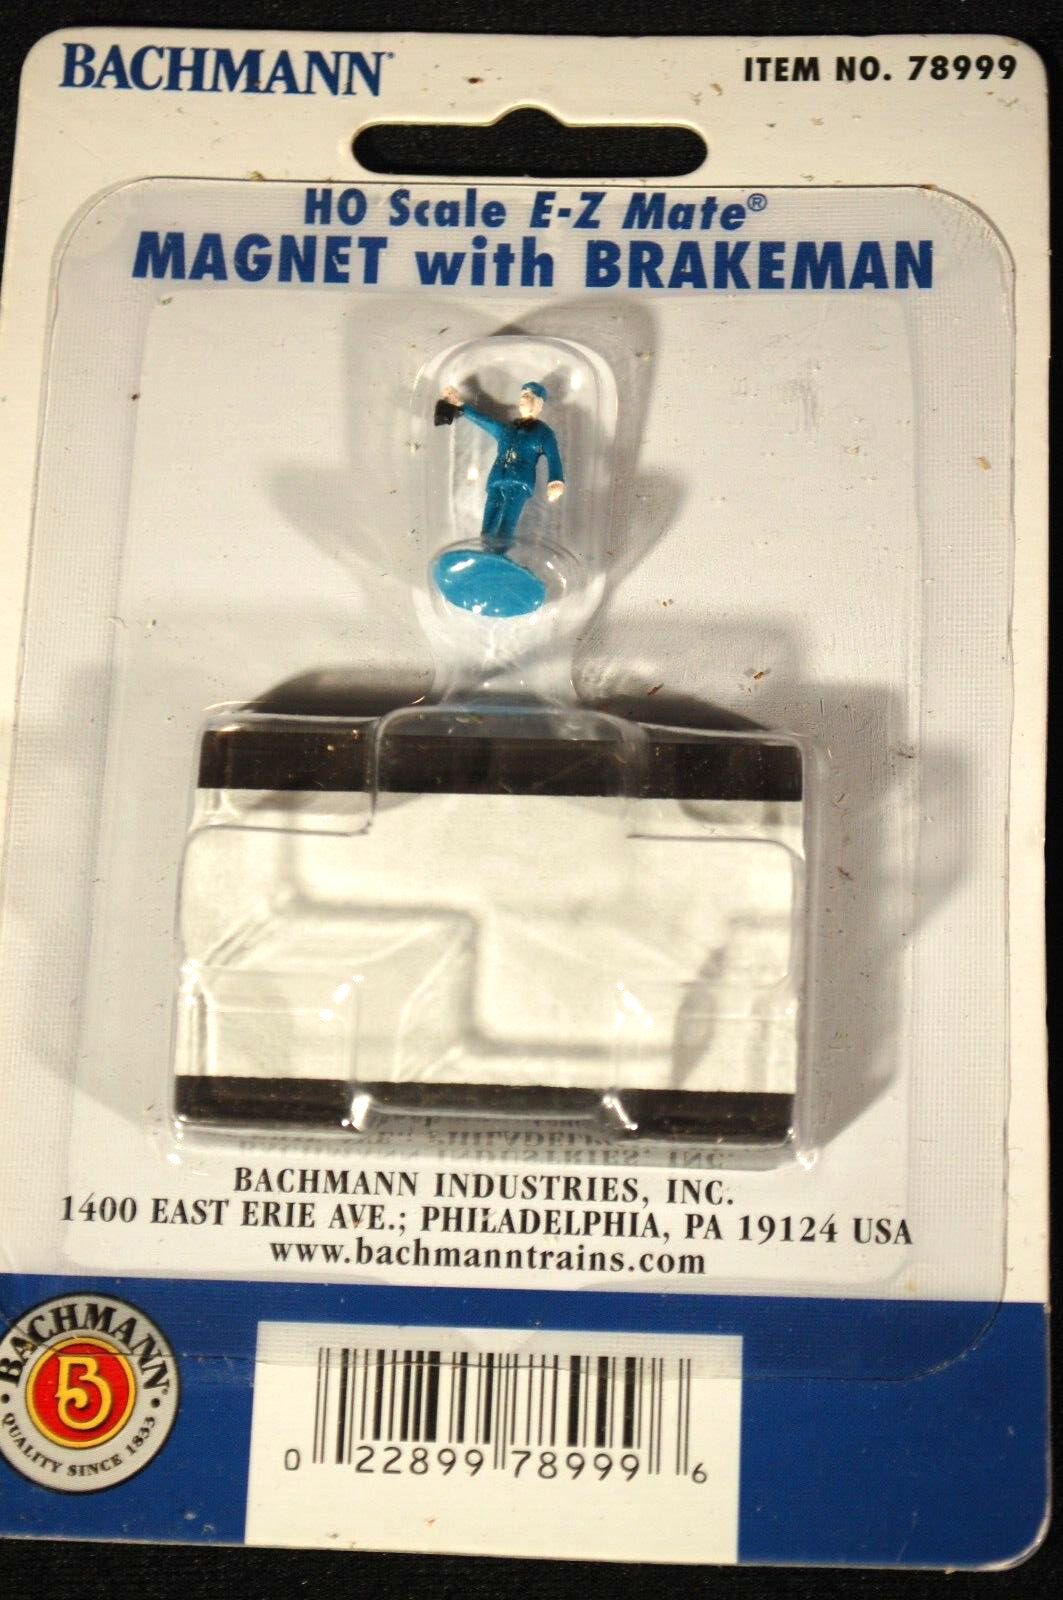 BACHMANN
ITEM NO. 78999
HO Scale E-Z Mate®
MAGNET with BRAKEMAN
BACHMANN INDUSTRIES, INC.
1400 EAST ERIE AVE.; PHILADELPHIA, PA 19124 USA
www.bachmanntrains.com
BACHMANN
B
QUALITY SINCE 1833
0 22899 78999 6